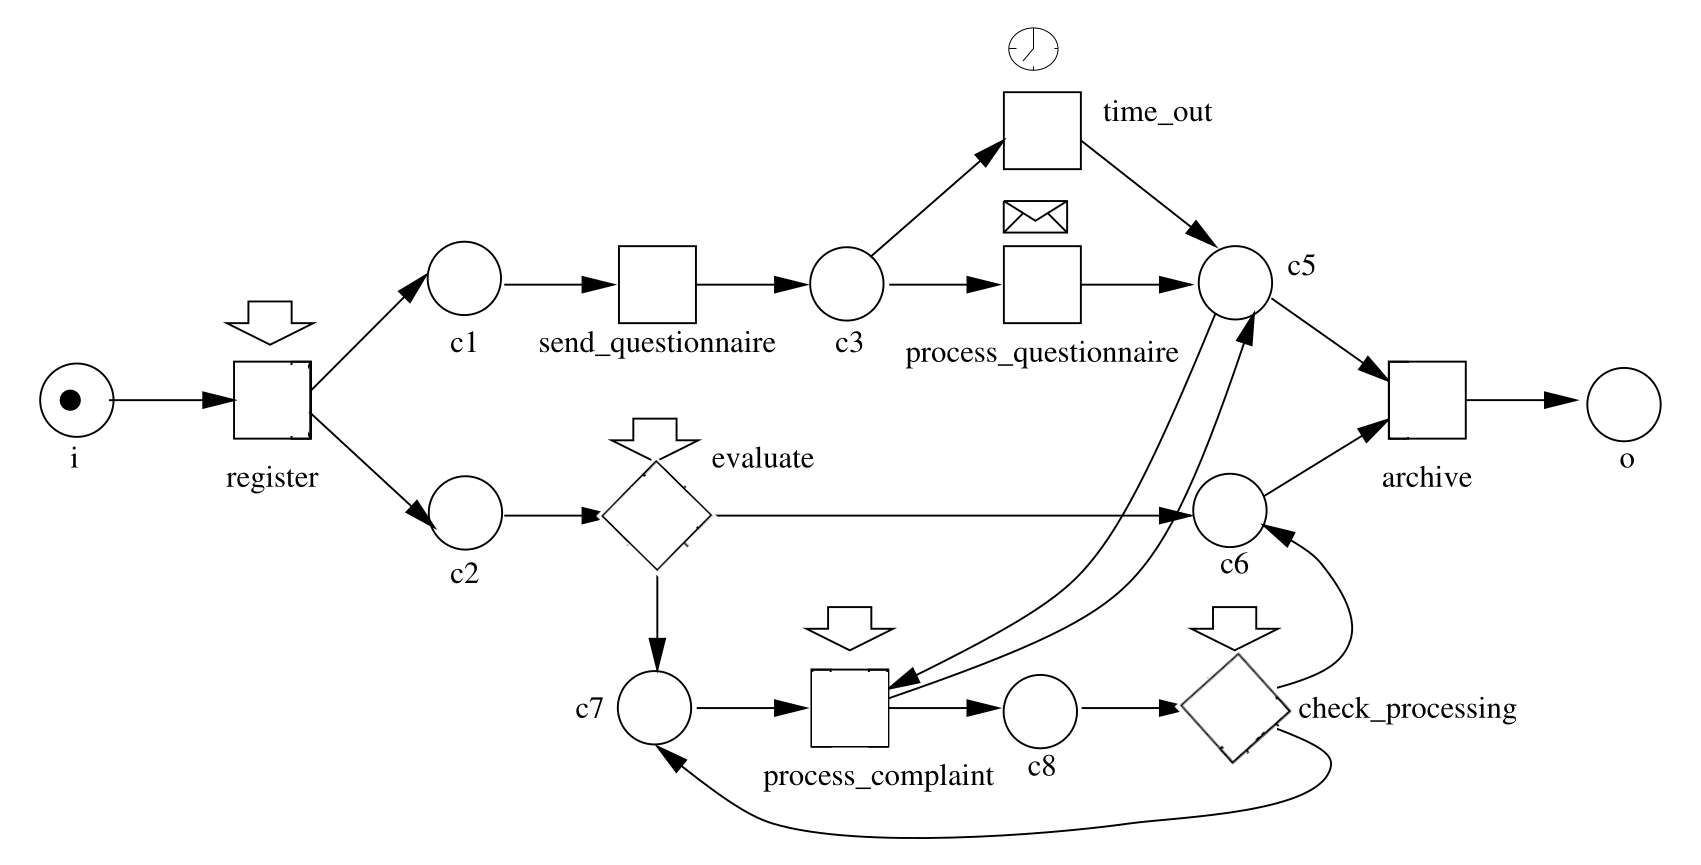 time_out
c5
c1
send_questionnaire
c3
process_questionnaire
i
register
evaluate
archive
o
c2
c6
c7
check_processing
process_complaint
c8